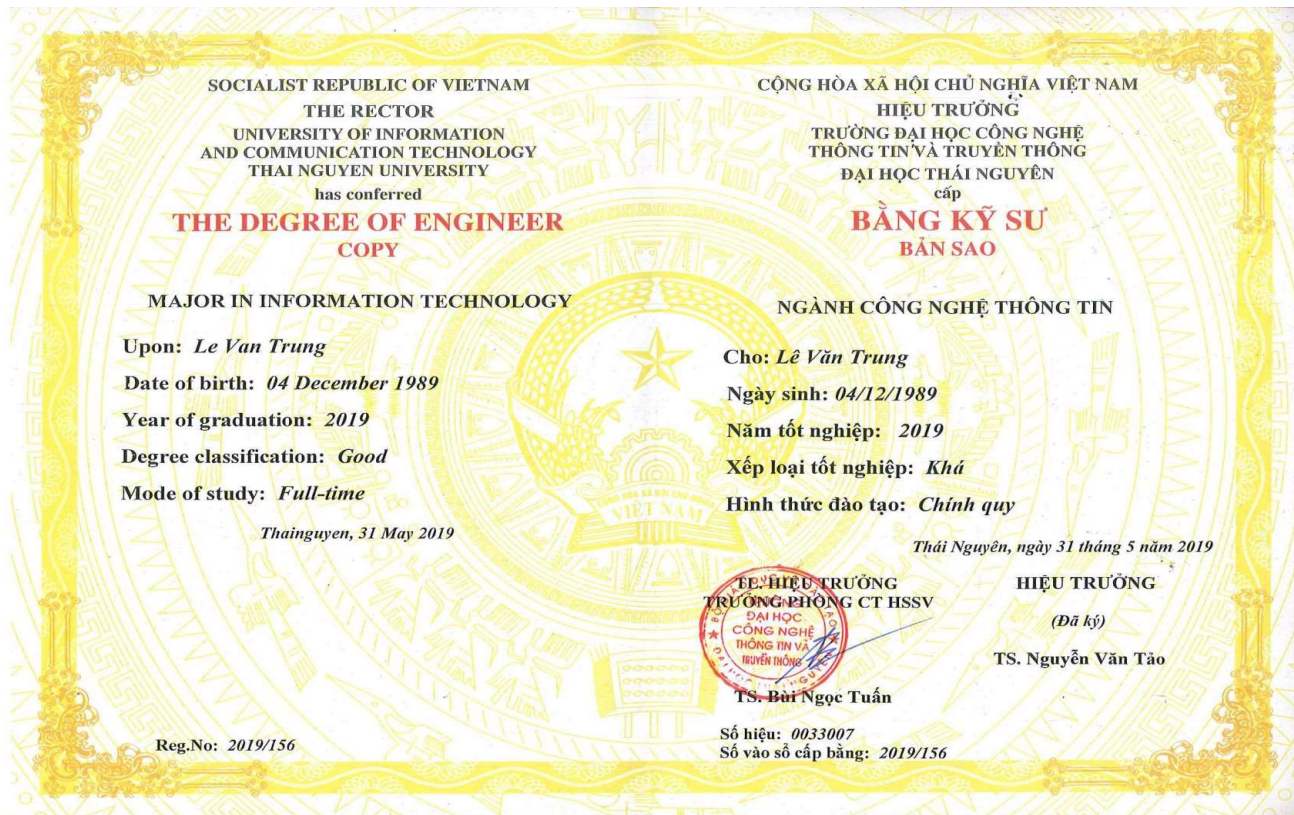 SOCIALIST REPUBLIC OF VIETNAM
THE RECTOR
UNIVERSITY OF INFORMATION
AND COMMUNICATION TECHNOLOGY
THAI NGUYEN UNIVERSITY
has conferred
THE DEGREE OF ENGINEER
COPY
MAJOR IN INFORMATION TECHNOLOGY
Upon: Le Van Trung
Date of birth: 04 December 1989
Year of graduation: 2019
Degree classification: Good
Mode of study: Full-time
Thainguyen, 31 May 2019
Reg.No: 2019/156
CỘNG HÒA XÃ HỘI CHỦ NGHĨA VIỆT NAM
HIỆU TRƯỞNG
TRƯỜNG ĐẠI HỌC CÔNG NGHỆ
THÔNG TIN VÀ TRUYỀN THÔNG
ĐẠI HỌC THÁI NGUYÊN
cấp
BẰNG KỸ SƯ
BẢN SAO
NGÀNH CÔNG NGHỆ THÔNG TIN
Cho: Lê Văn Trung
Ngày sinh: 04/12/1989
Năm tốt nghiệp: 2019
Xếp loại tốt nghiệp: Khá
Hình thức đào tạo: Chính quy
Thái Nguyên, ngày 31 tháng 5 năm 2019
TL. HIỆU TRƯỞNG
TRƯỞNG PHÒNG CT HSSV
TRƯỜNG
ĐẠI HỌC
CÔNG NGHỆ
THÔNG TIN VÀ
TRUYỀN THÔNG
TS. Bùi Ngọc Tuấn
HIỆU TRƯỞNG
(Đã ký)
TS. Nguyễn Văn Tảo
Số hiệu: 0033007
Số vào sổ cấp bằng: 2019/156
VIỆT NAM